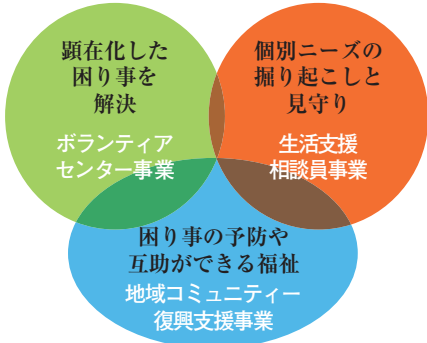 顕在化した
困り事を
解決
ボランティア
センター事業
個別ニーズの
掘り起こしと
見守り
生活支援
相談員事業
困り事の予防や
互助ができる福祉
地域コミュニティー
復興支援事業